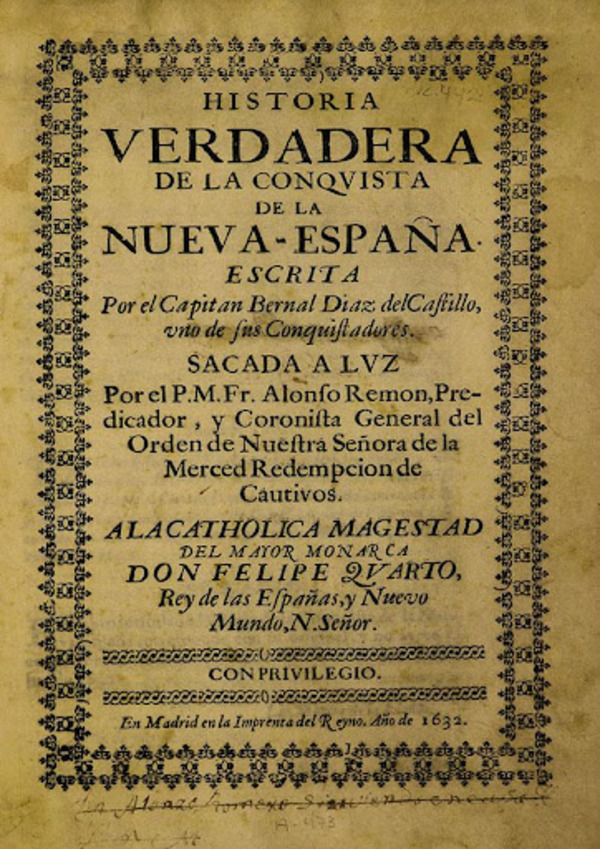 HISTORIA
VERDADERA
DE LA CONQVISTA
DE LA
NUEVA-ESPAÑA.
ESCRITA
Por el Capitan Bernal Diaz, del Caſtillo,
vno de ſus Conquiſtadores.
SACADA A LVZ
Por el P.M.Fr. Alonſo Remon, Pre-
dicador, y Coroniſta General del
Orden de Nueſtra Señora de la
Merced Redempcion de
Cautivos.
A LA CATHOLICA MAGESTAD
DEL MAYOR MONARCA
DON FELIPE QVARTO,
Rey de las Eſpañas, y Nuevo
Mundo, N. Señor.
CON PRIVILEGIO.
En Madrid en la Imprenta del Reyno. Año de 1632.
A-473